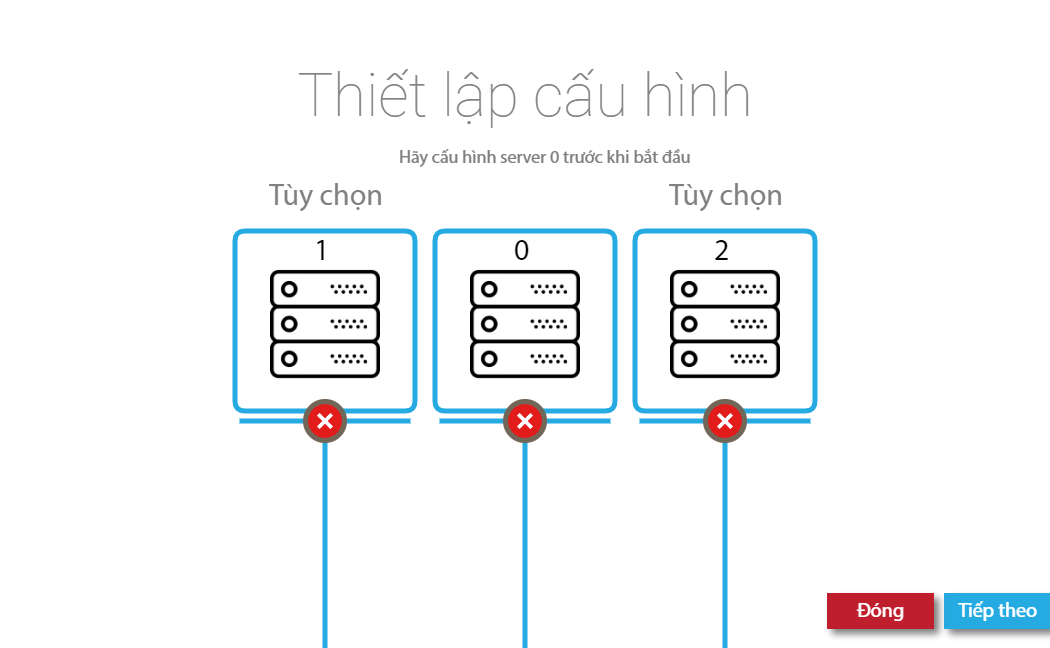 Thiết lập cấu hình
Hãy cấu hình server 0 trước khi bắt đầu
Tùy chọn Tùy chọn
1 0 2
Đóng Tiếp theo